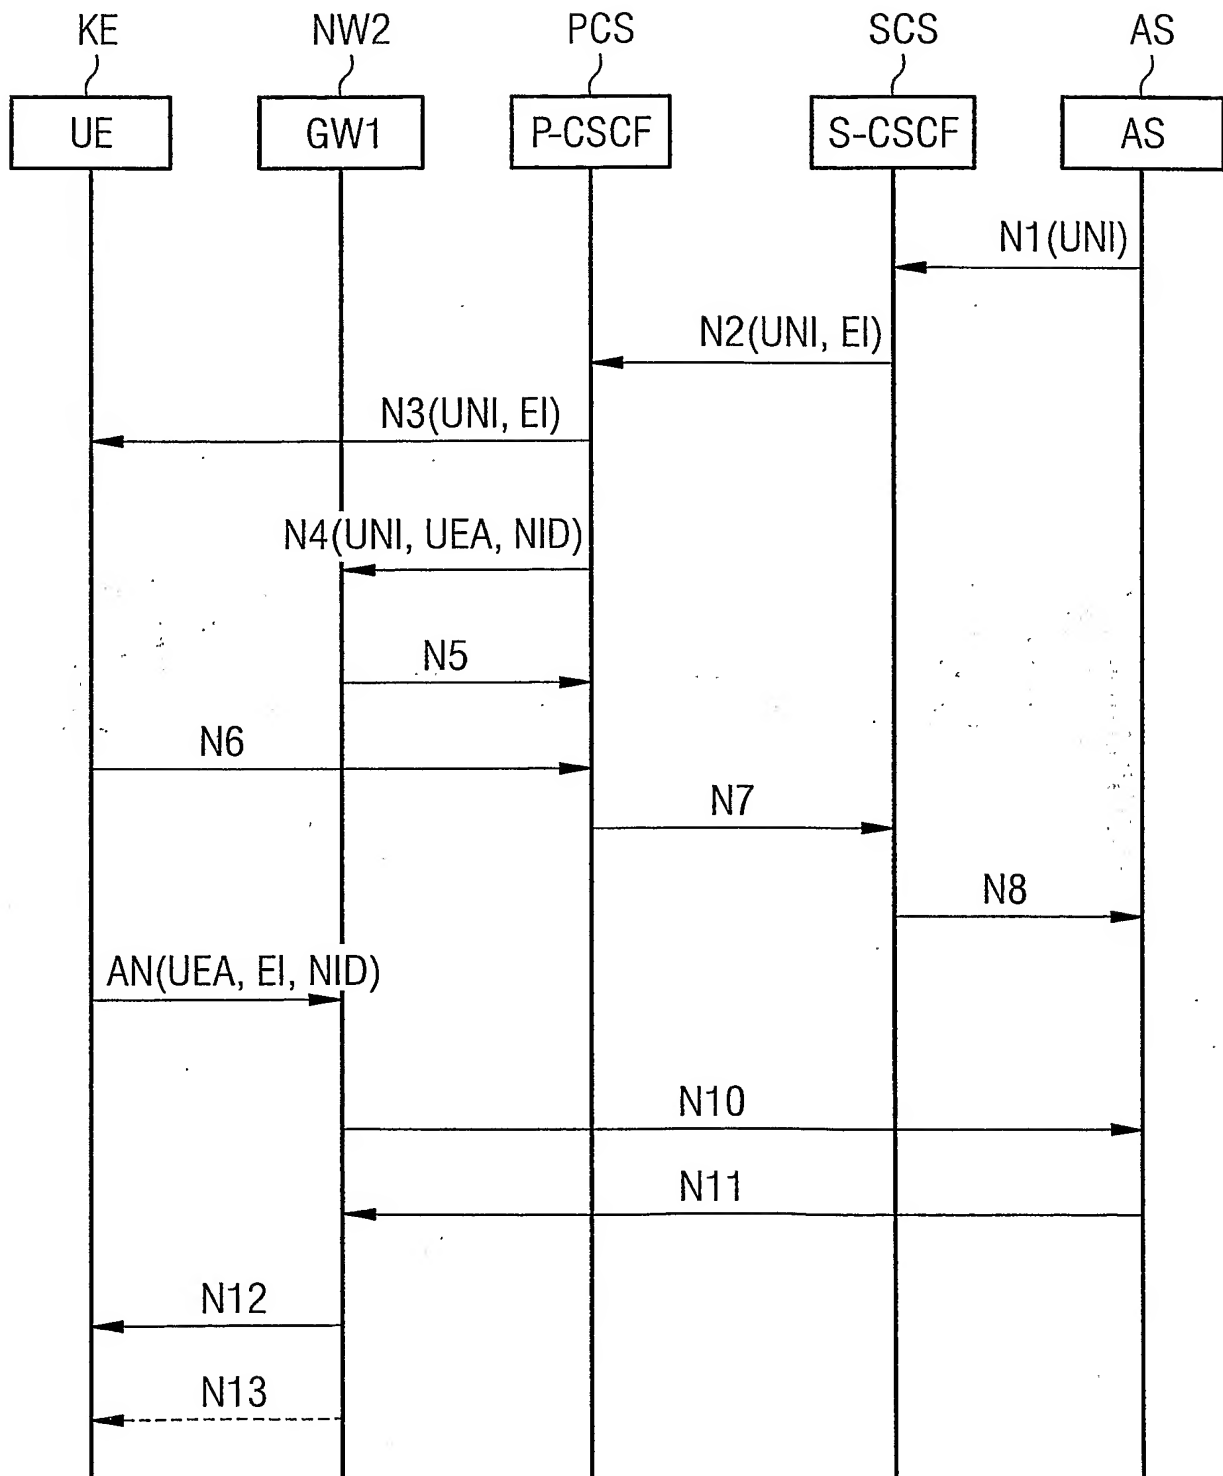 KE NW2 PCS SCS AS
UE GW1 P-CSCF S-CSCF AS
N1(UNI)
N2(UNI, EI)
N3(UNI, EI)
N4(UNI, UEA, NID)
N5
N6
N7
N8
AN(UEA, EI, NID)
N10
N11
N12
N13